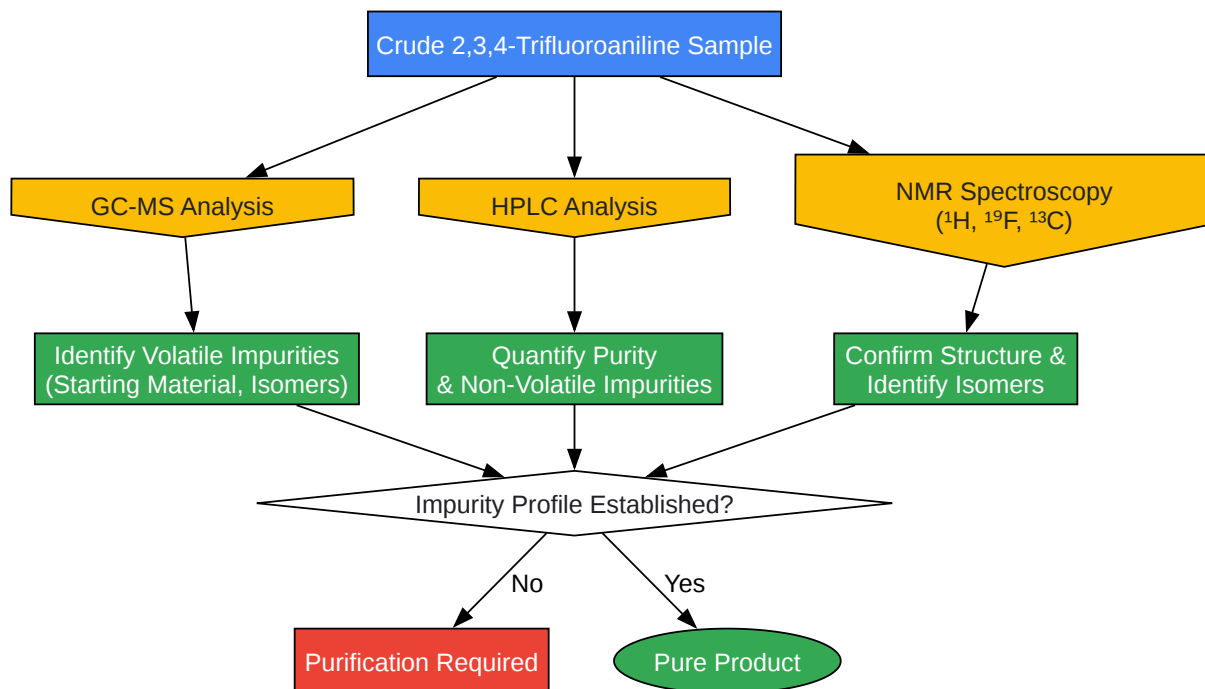 Crude 2,3,4-Trifluoroaniline Sample
GC-MS Analysis
HPLC Analysis
NMR Spectroscopy
(¹H, ¹⁹F, ¹³C)
Identify Volatile Impurities
(Starting Material, Isomers)
Quantify Purity
& Non-Volatile Impurities
Confirm Structure &
Identify Isomers
Impurity Profile Established?
No
Yes
Purification Required
Pure Product